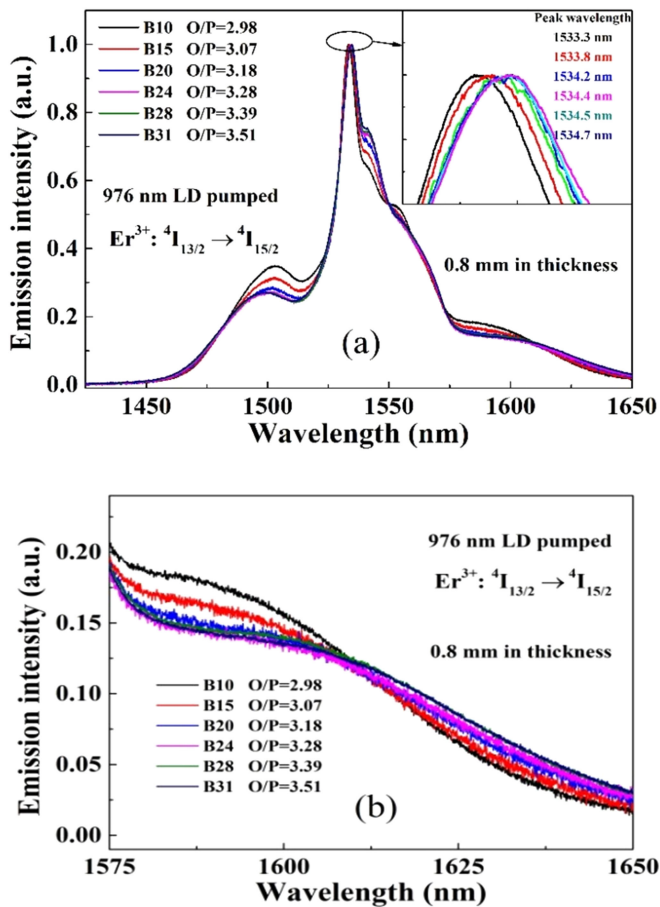 B10 O/P=2.98
B15 O/P=3.07
B20 O/P=3.18
B24 O/P=3.28
B28 O/P=3.39
B31 O/P=3.51
Peak wavelength
1533.3 nm
1533.8 nm
1534.2 nm
1534.4 nm
1534.5 nm
1534.7 nm
976 nm LD pumped
Er³⁺: ⁴I₁₃/₂ → ⁴I₁₅/₂
0.8 mm in thickness
(a)
Emission intensity (a.u.)
1.0
0.8
0.6
0.4
0.2
0.0
1450 1500 1550 1600 1650
Wavelength (nm)
976 nm LD pumped
Er³⁺: ⁴I₁₃/₂ → ⁴I₁₅/₂
0.8 mm in thickness
B10 O/P=2.98
B15 O/P=3.07
B20 O/P=3.18
B24 O/P=3.28
B28 O/P=3.39
B31 O/P=3.51
(b)
Emission intensity (a.u.)
0.20
0.15
0.10
0.05
0.00
1575 1600 1625 1650
Wavelength (nm)